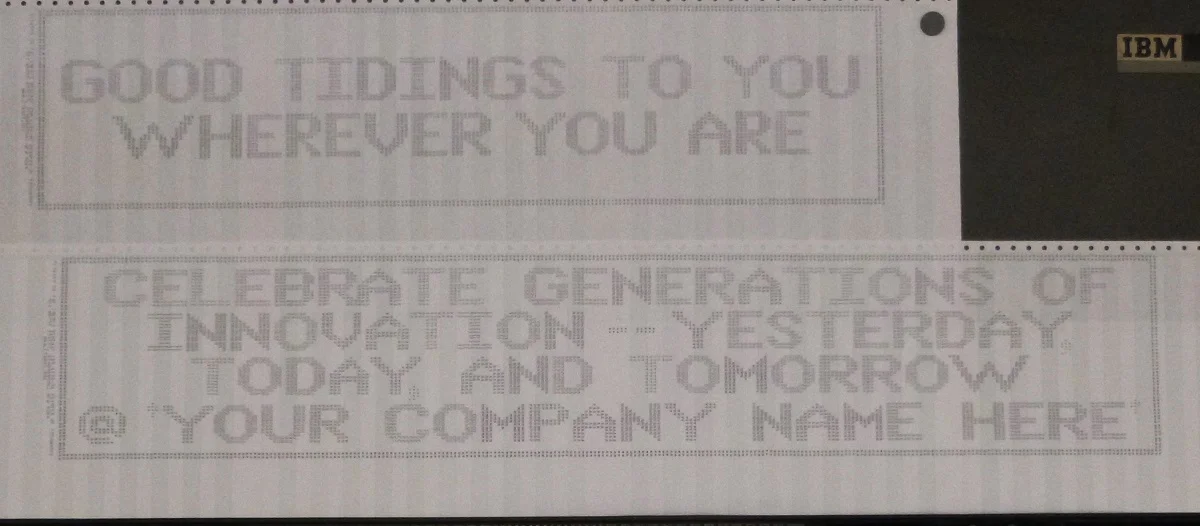 GOOD TIDINGS TO YOU
WHEREVER YOU ARE
IBM
CELEBRATE GENERATIONS OF
INNOVATION -- YESTERDAY,
TODAY, AND TOMORROW
@ "YOUR COMPANY NAME HERE"